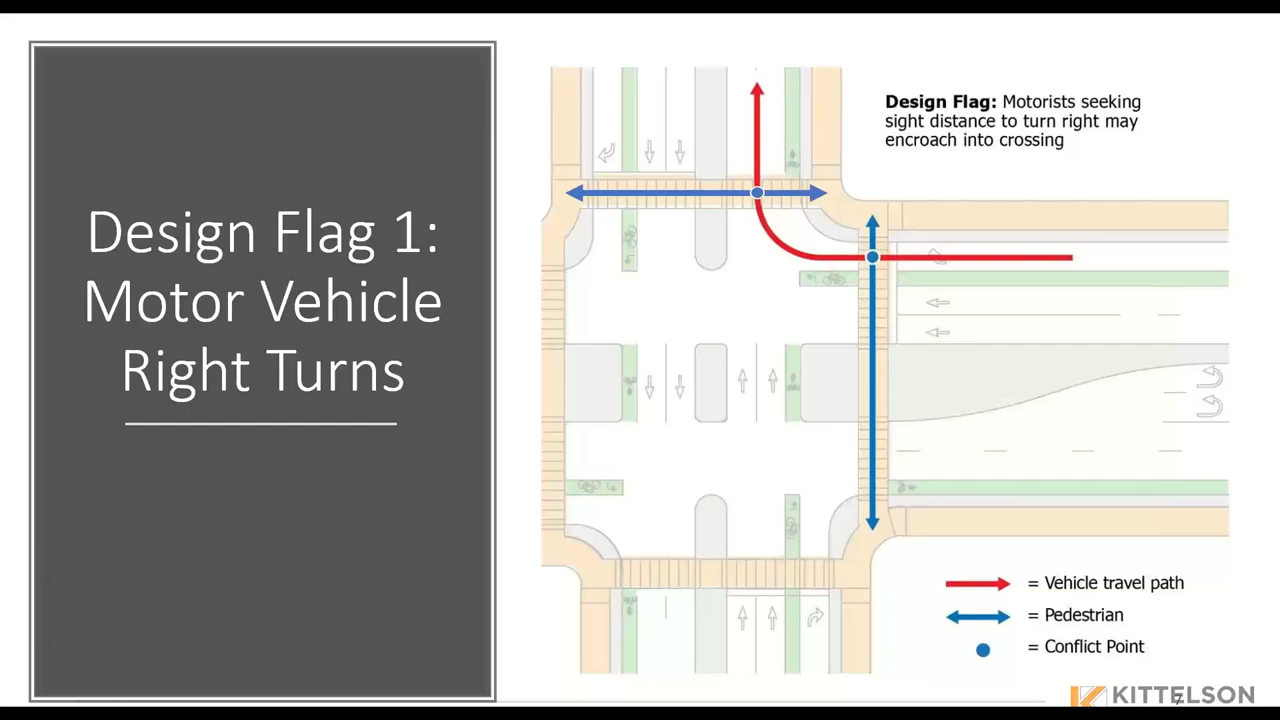 Design Flag 1:
Motor Vehicle
Right Turns
Design Flag: Motorists seeking
sight distance to turn right may
encroach into crossing
= Vehicle travel path
= Pedestrian
= Conflict Point
KITTELSON
7